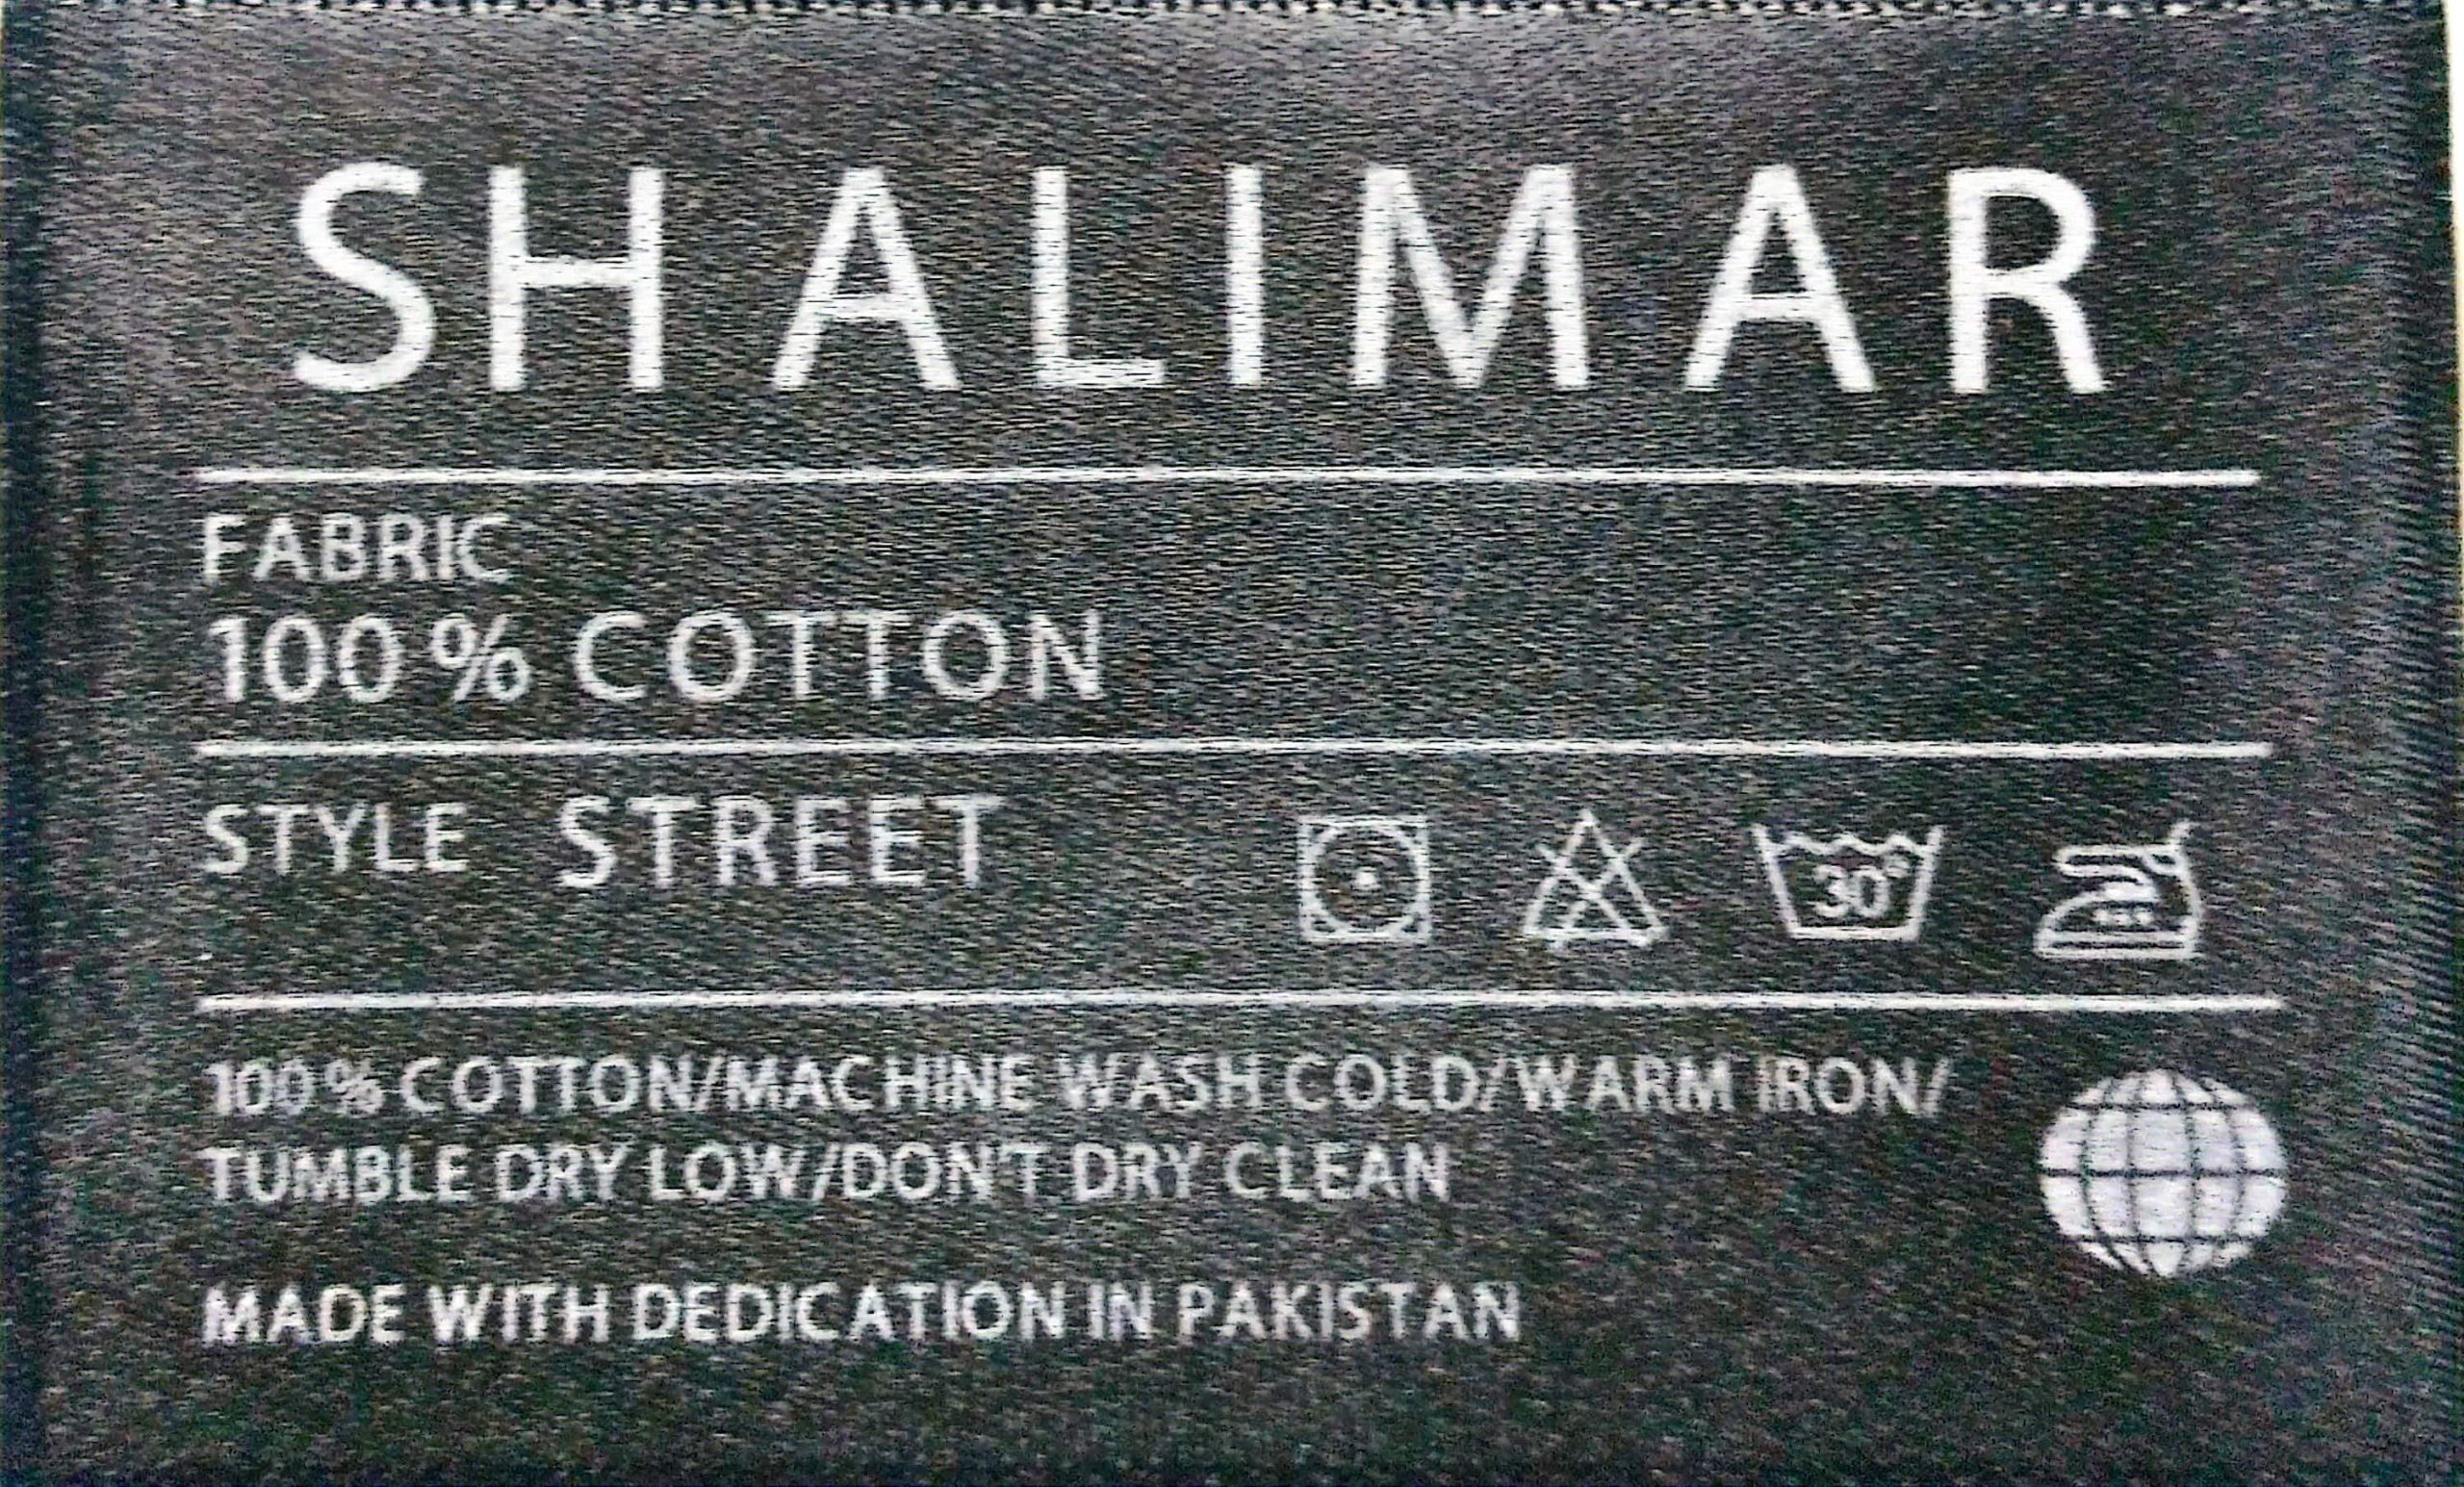 SHALIMAR
FABRIC
100% COTTON
STYLE STREET
30°
100% COTTON/MACHINE WASH COLD/WARM IRON/
TUMBLE DRY LOW/DON'T DRY CLEAN
MADE WITH DEDICATION IN PAKISTAN